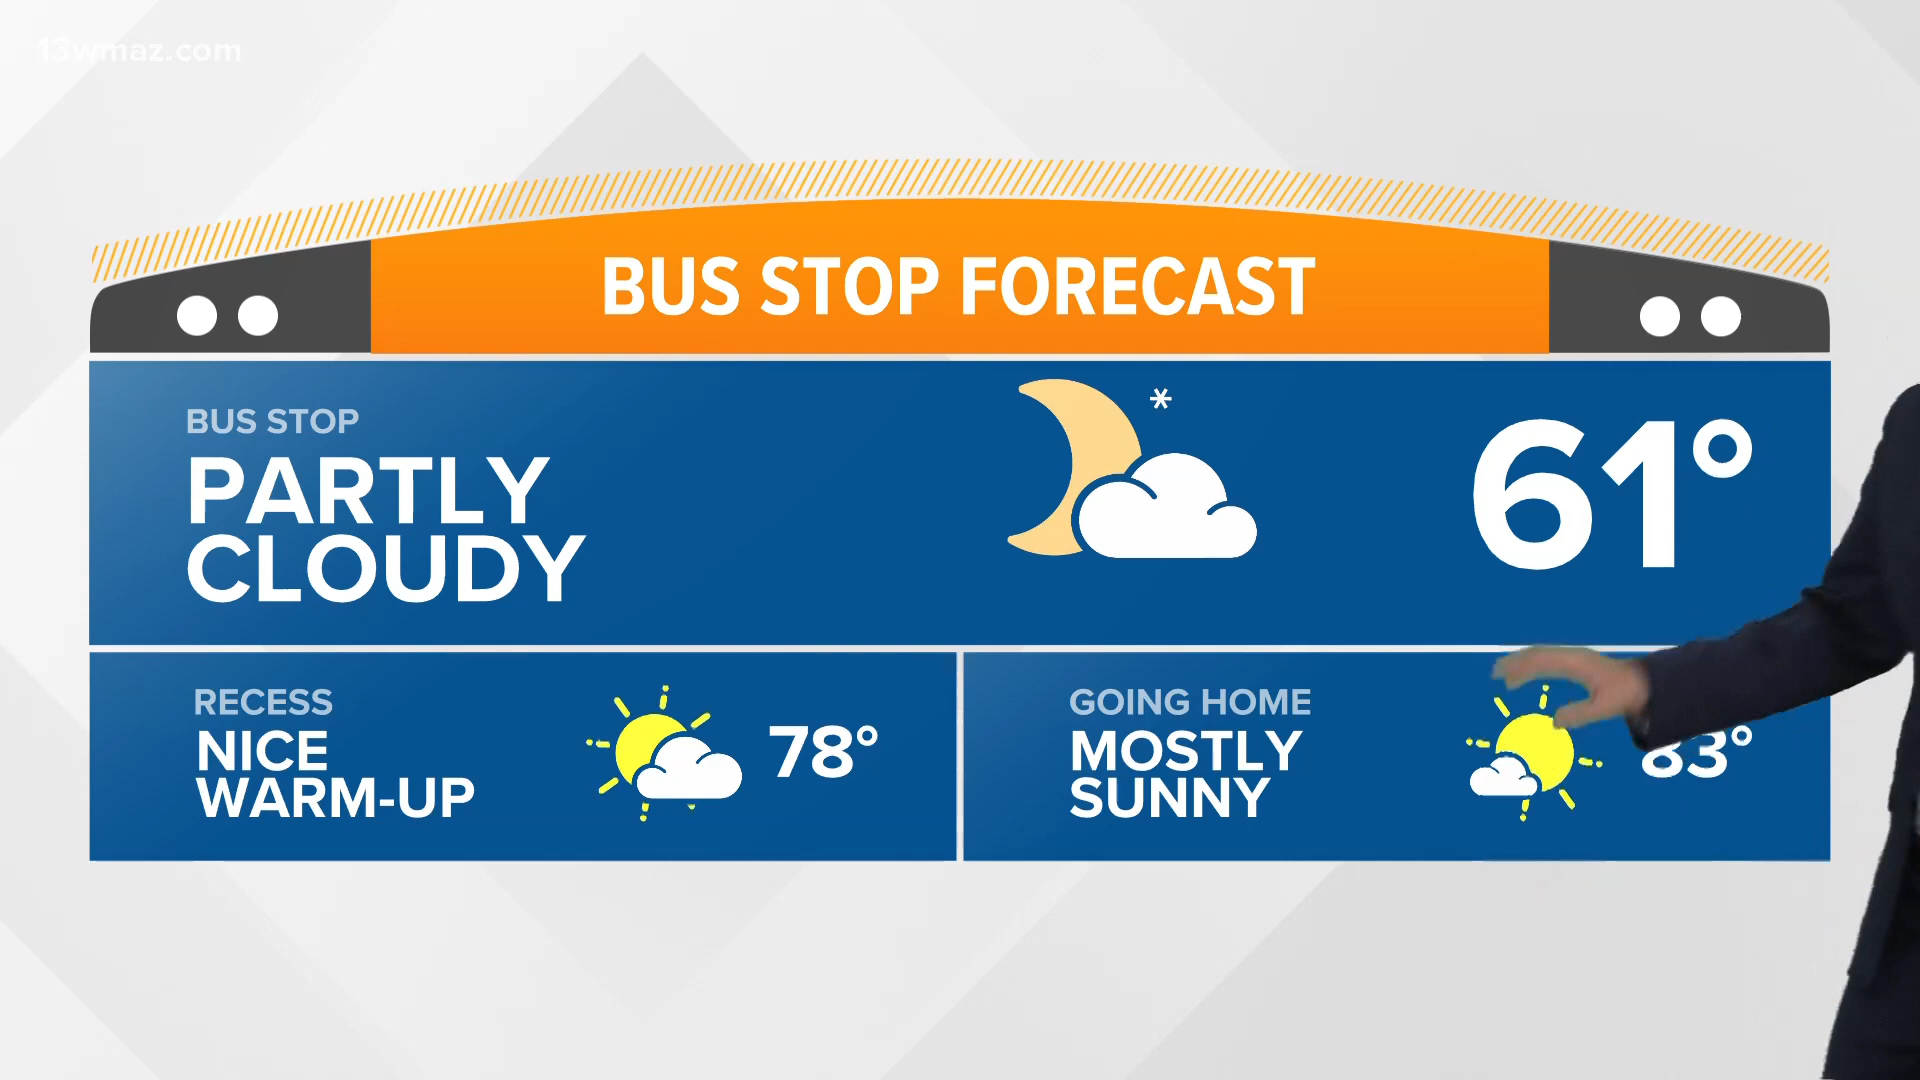 13wmaz.com
BUS STOP FORECAST
BUS STOP
PARTLY
CLOUDY
61°
RECESS
NICE
WARM-UP
78°
GOING HOME
MOSTLY
SUNNY
83°